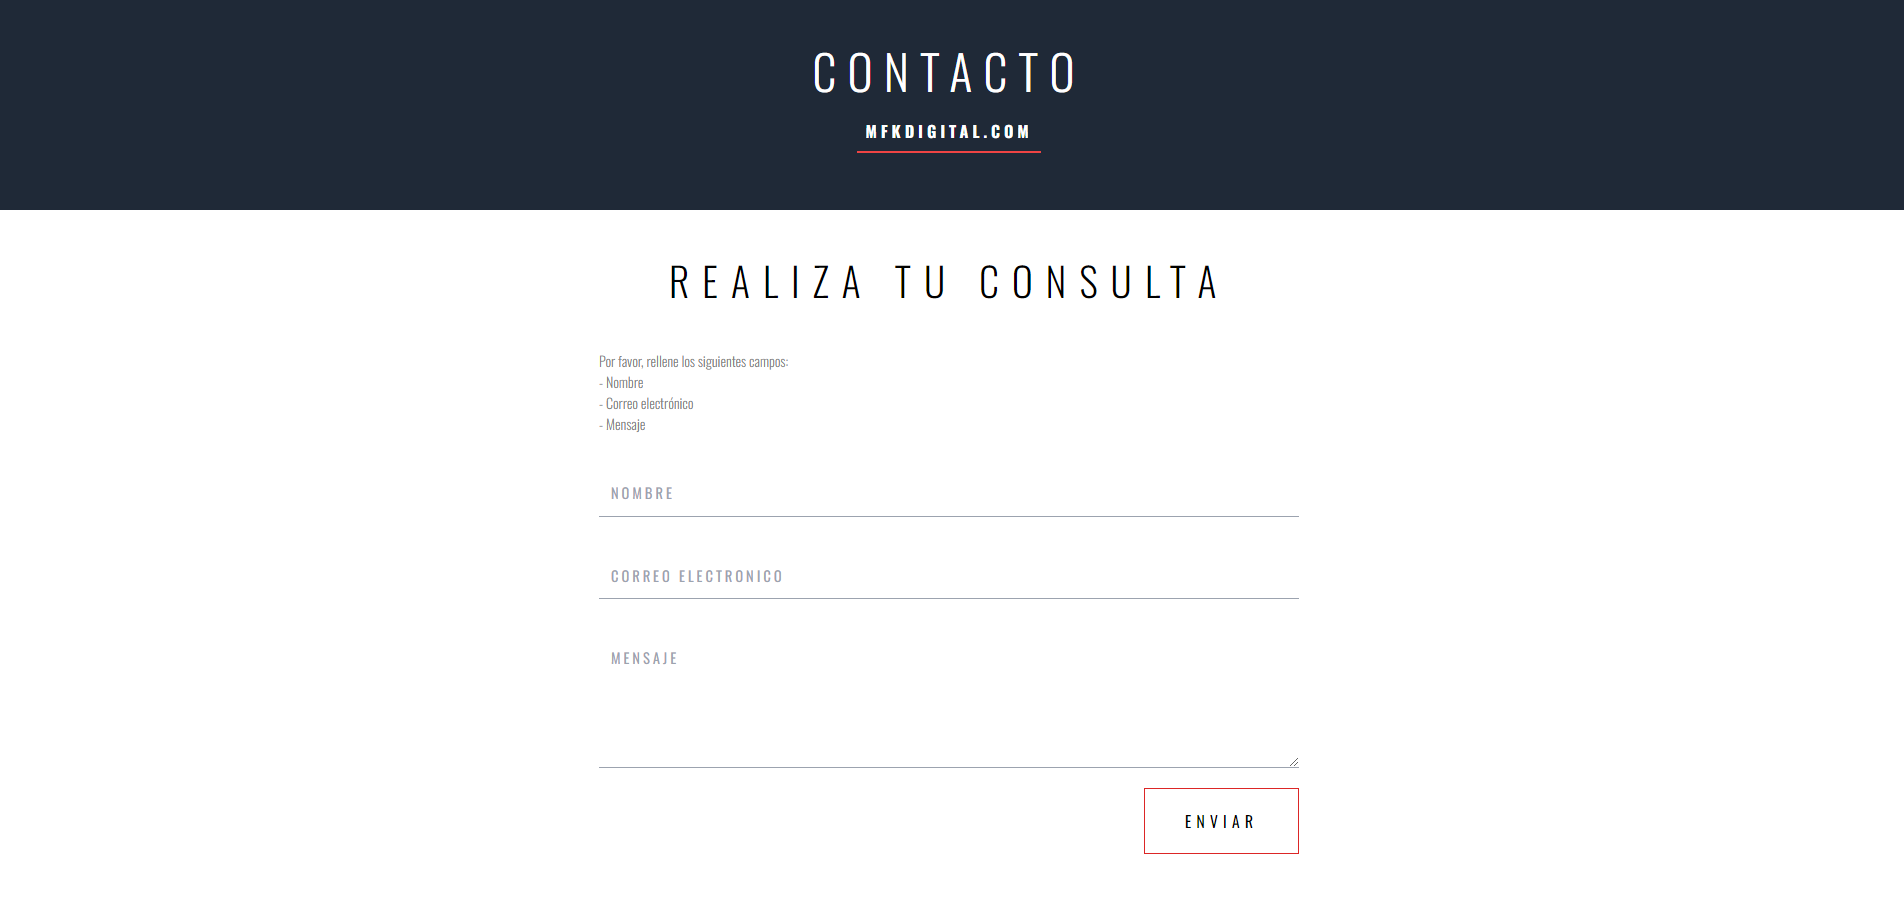 CONTACTO
MFKDIGITAL.COM
REALIZA TU CONSULTA
Por favor, rellene los siguientes campos:
- Nombre
- Correo electrónico
- Mensaje
NOMBRE
CORREO ELECTRONICO
MENSAJE
ENVIAR